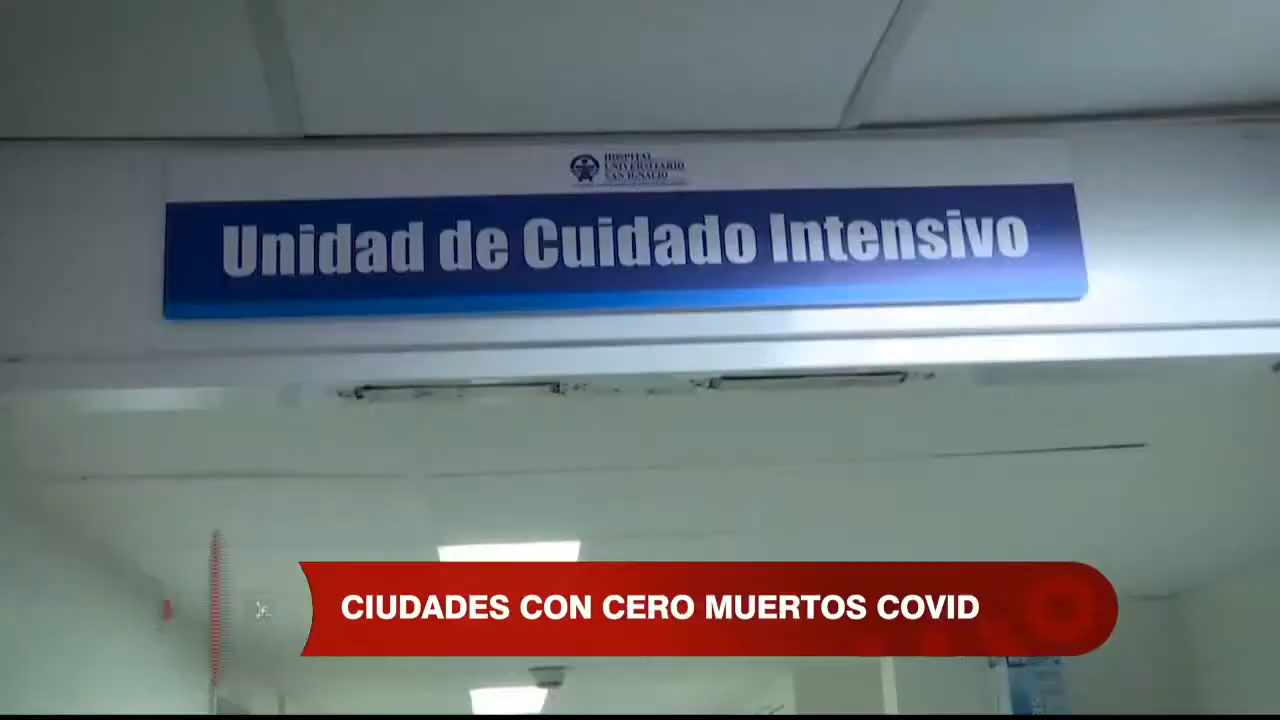 HOSPITAL
UNIVERSITARIO
SAN IGNACIO
Unidad de Cuidado Intensivo
CIUDADES CON CERO MUERTOS COVID